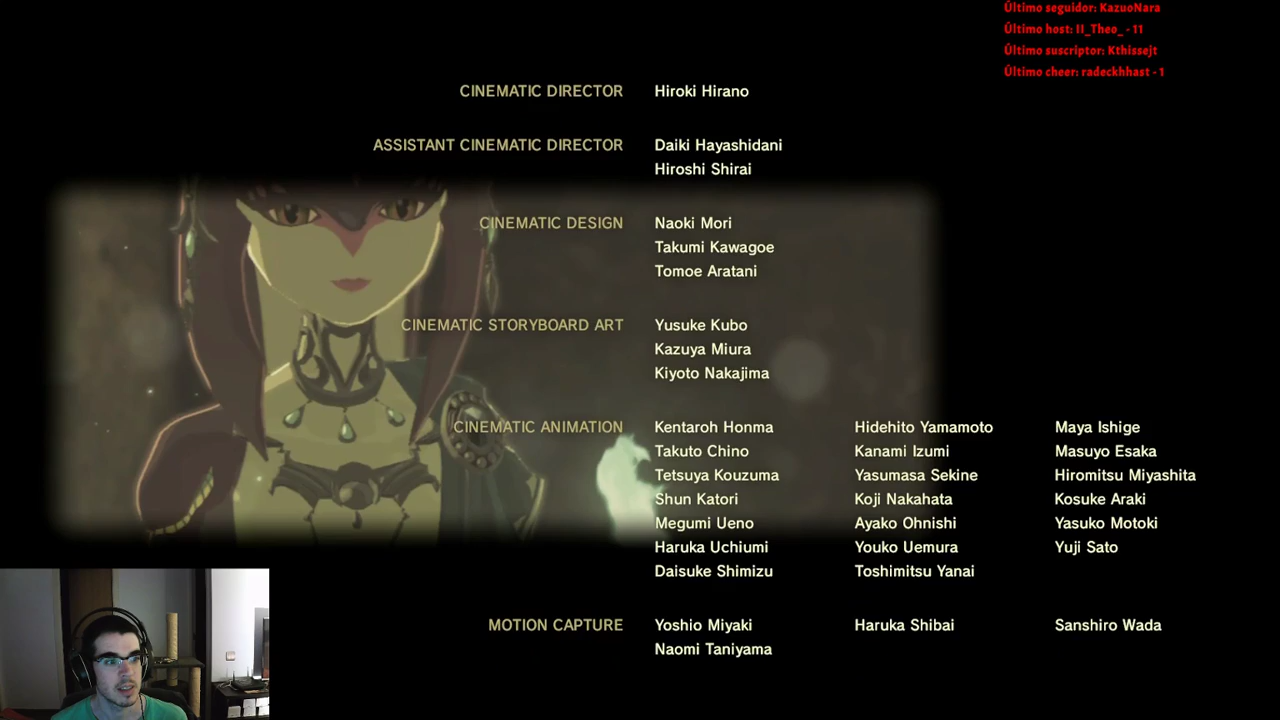 Último seguidor: KazuoNara
Último host: II_Theo_ - 11
Último suscriptor: Kthissejt
Último cheer: radeckhhast - 1
CINEMATIC DIRECTOR Hiroki Hirano
ASSISTANT CINEMATIC DIRECTOR Daiki Hayashidani
Hiroshi Shirai
CINEMATIC DESIGN Naoki Mori
Takumi Kawagoe
Tomoe Aratani
CINEMATIC STORYBOARD ART Yusuke Kubo
Kazuya Miura
Kiyoto Nakajima
CINEMATIC ANIMATION Kentaroh Honma Hidehito Yamamoto Maya Ishige
Takuto Chino Kanami Izumi Masuyo Esaka
Tetsuya Kouzuma Yasumasa Sekine Hiromitsu Miyashita
Shun Katori Koji Nakahata Kosuke Araki
Megumi Ueno Ayako Ohnishi Yasuko Motoki
Haruka Uchiumi Youko Uemura Yuji Sato
Daisuke Shimizu Toshimitsu Yanai
MOTION CAPTURE Yoshio Miyaki Haruka Shibai Sanshiro Wada
Naomi Taniyama